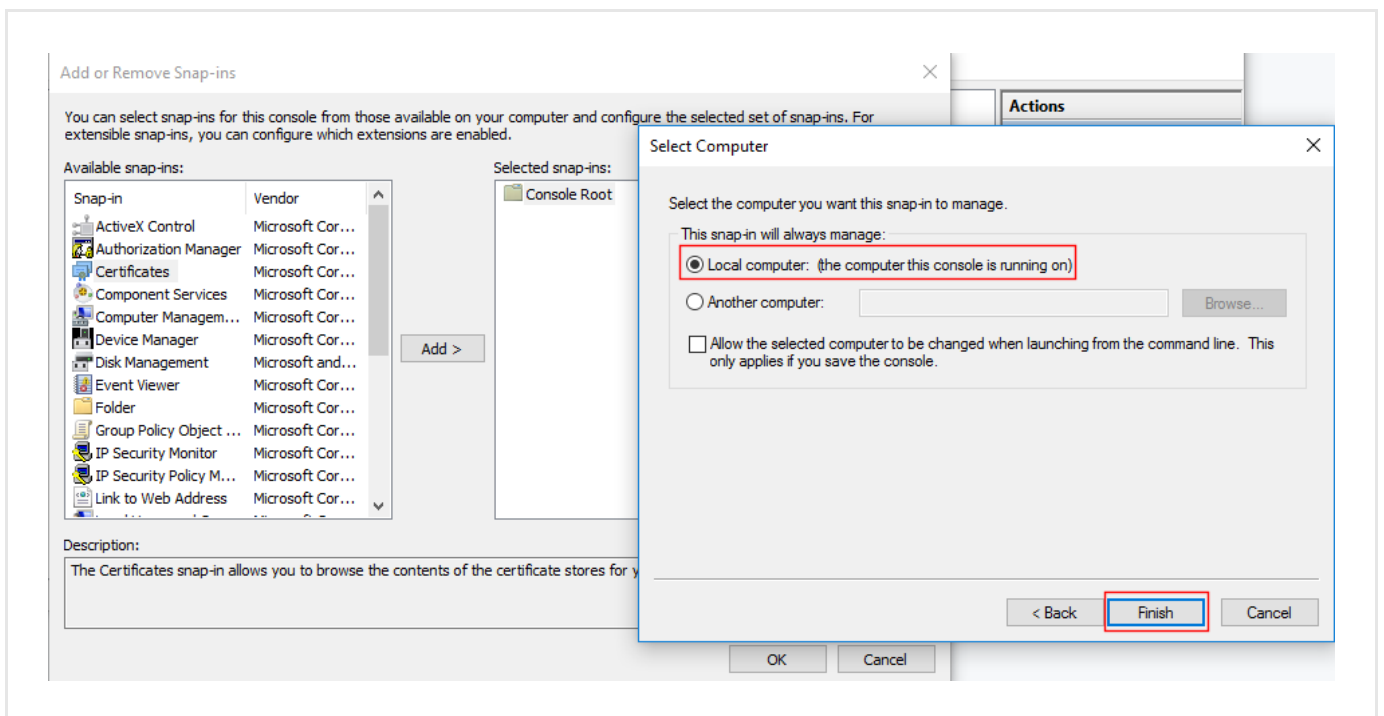 Add or Remove Snap-ins
You can select snap-ins for this console from those available on your computer and configure the selected set of snap-ins. For
extensible snap-ins, you can configure which extensions are enabled.
Available snap-ins:
Snap-in Vendor
ActiveX Control Microsoft Cor...
Authorization Manager Microsoft Cor...
Certificates Microsoft Cor...
Component Services Microsoft Cor...
Computer Managem... Microsoft Cor...
Device Manager Microsoft Cor...
Disk Management Microsoft and...
Event Viewer Microsoft Cor...
Folder Microsoft Cor...
Group Policy Object ... Microsoft Cor...
IP Security Monitor Microsoft Cor...
IP Security Policy M... Microsoft Cor...
Link to Web Address Microsoft Cor...
Add >
Selected snap-ins:
Console Root
Description:
The Certificates snap-in allows you to browse the contents of the certificate stores for
OK Cancel
Actions
Select Computer
Select the computer you want this snap-in to manage.
This snap-in will always manage:
Local computer: (the computer this console is running on)
Another computer: Browse...
Allow the selected computer to be changed when launching from the command line. This
only applies if you save the console.
< Back Finish Cancel